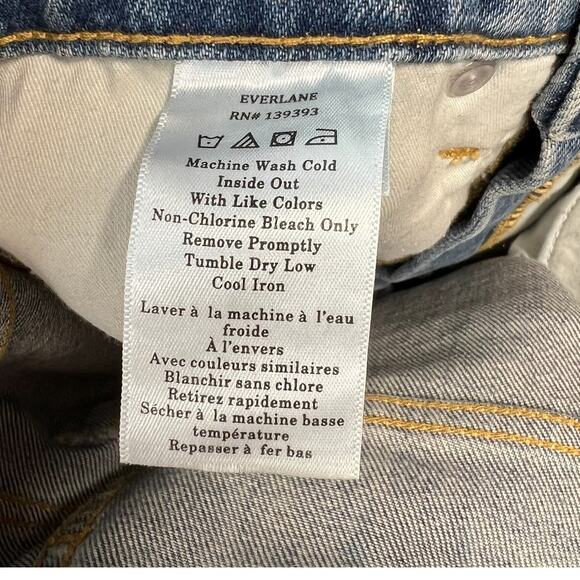 EVERLANE
RN# 139393
Machine Wash Cold
Inside Out
With Like Colors
Non-Chlorine Bleach Only
Remove Promptly
Tumble Dry Low
Cool Iron
Laver à la machine à l'eau
froide
À l'envers
Avec couleurs similaires
Blanchir sans chlore
Retirez rapidement
Sécher à la machine basse
température
Repasser à fer bas